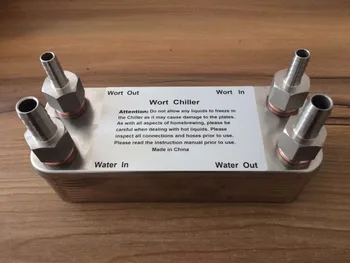 Wort Out Wort In
Wort Chiller
Attention: Do not allow any liquids to freeze in
the Chiller as it may cause damage to the plates.
As with all aspects of homebrewing, please be
careful when dealing with hot liquids. Please
inspect all connections and hoses prior to use.
Please read the instruction manual prior to use.
Made in China
Water In Water Out